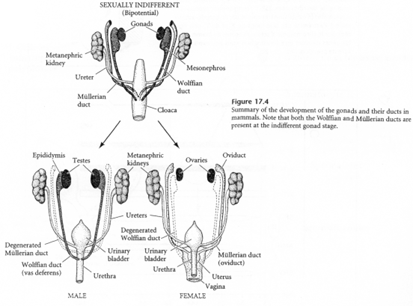 SEXUALLY INDIFFERENT
(Bipotential)
Gonads
Metanephric
kidney
Mesonephros
Ureter
Wolffian
duct
Müllerian
duct
Cloaca
Figure 17.4
Summary of the development of the gonads and their ducts in
mammals. Note that both the Wolffian and Müllerian ducts are
present at the indifferent gonad stage.
Epididymis
Testes
Metanephric
kidneys
Ovaries
Oviduct
Ureters
Degenerated
Wolffian duct
Degenerated
Müllerian duct
Urinary
bladder
Urinary
bladder
Müllerian duct
(oviduct)
Wolffian duct
(vas deferens)
Urethra
Urethra
Uterus
Vagina
MALE
FEMALE